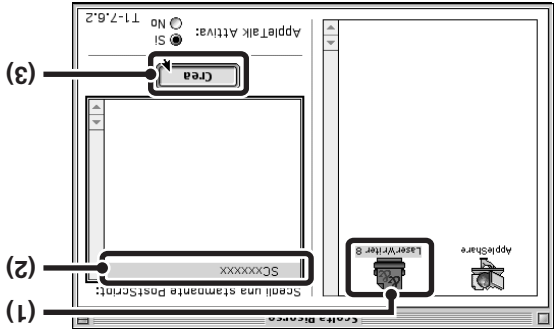 Scelta Risorse
AppleShare
LaserWriter 8
Scegli una stampante PostScript:
SCxxxxxx
Crea
AppleTalk Attiva:
Sì
No
T1-7.6.2
(1)
(2)
(3)